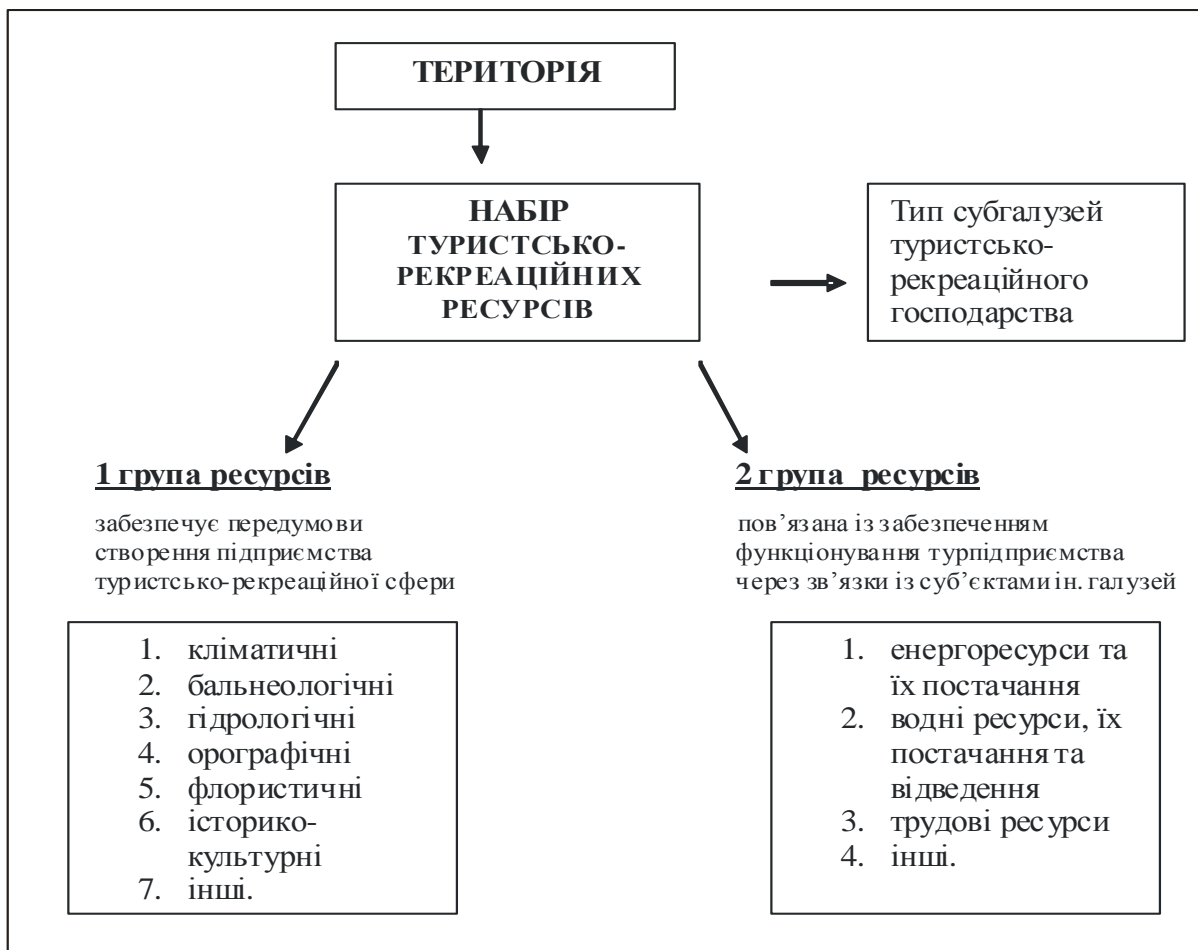 ТЕРИТОРІЯ
НАБІР
ТУРИСТСЬКО-
РЕКРЕАЦІЙНИХ
РЕСУРСІВ
Тип субгалузей
туристсько-
рекреаційного
господарства
1 група ресурсів
забезпечує передумови
створення підприємства
туристсько-рекреаційної сфери
1. кліматичні
2. бальнеологічні
3. гідрологічні
4. орографічні
5. флористичні
6. історико-
культурні
7. інші.
2 група ресурсів
пов’язана із забезпеченням
функціонування турпідприємства
через зв’язки із суб’єктами ін. галузей
1. енергоресурси та
їх постачання
2. водні ресурси, їх
постачання та
відведення
3. трудові ресурси
4. інші.